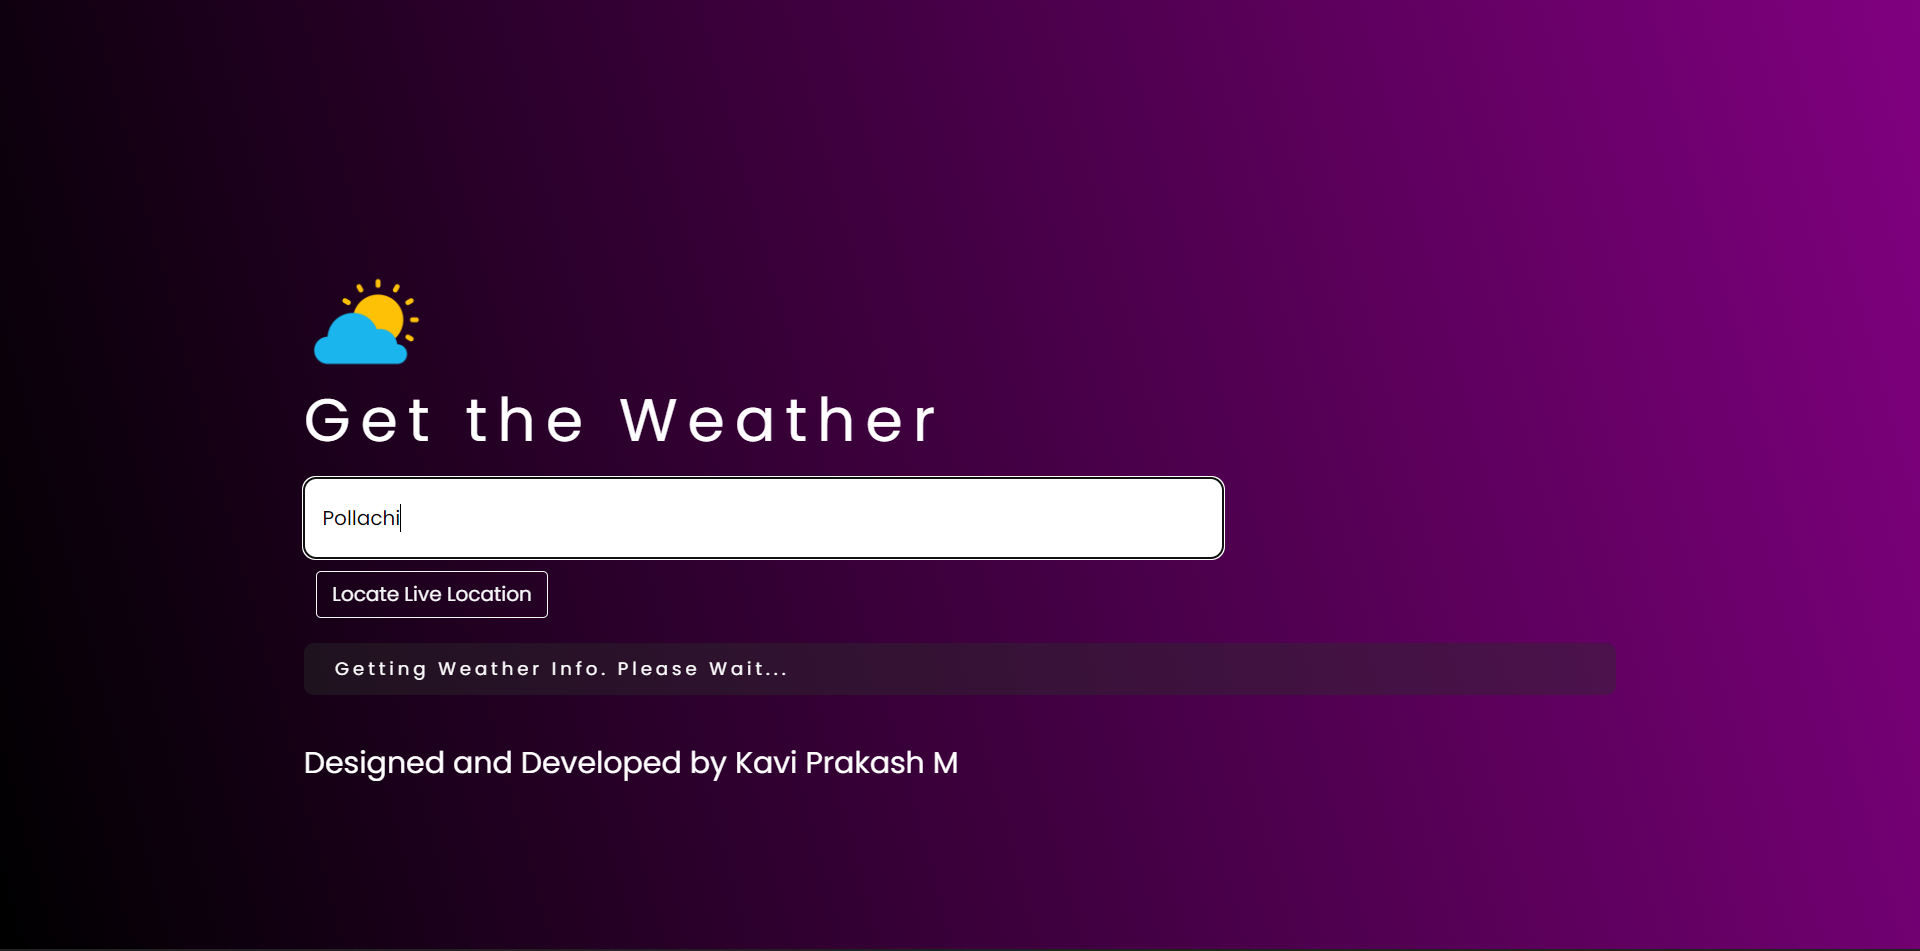 Get the Weather
Pollachi
Locate Live Location
Getting Weather Info. Please Wait...
Designed and Developed by Kavi Prakash M